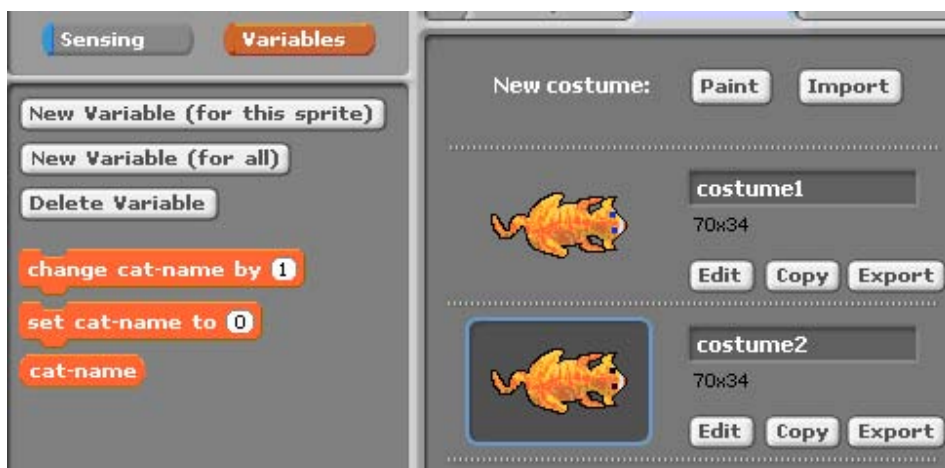 Sensing Variables
New Variable (for this sprite)
New Variable (for all)
Delete Variable
change cat-name by 1
set cat-name to 0
cat-name
New costume: Paint Import
costume1
70x34
Edit Copy Export
costume2
70x34
Edit Copy Export